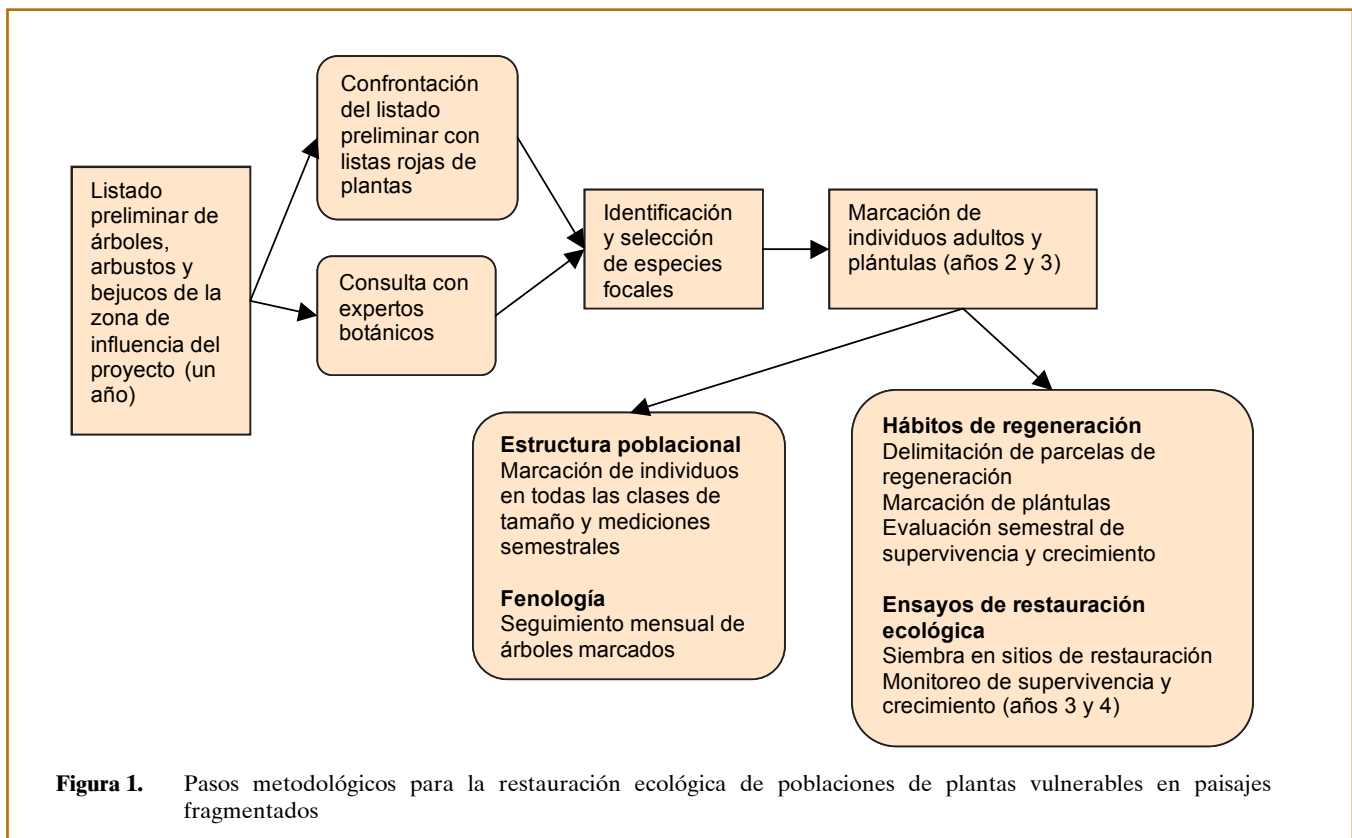 Listado
preliminar de
árboles,
arbustos y
bejucos de la
zona de
influencia del
proyecto (un
año)
Confrontación
del listado
preliminar con
listas rojas de
plantas
Consulta con
expertos
botánicos
Identificación
y selección
de especies
focales
Marcación de
individuos adultos y
plántulas (años 2 y 3)
Estructura poblacional
Marcación de individuos
en todas las clases de
tamaño y mediciones
semestrales
Fenología
Seguimiento mensual de
árboles marcados
Hábitos de regeneración
Delimitación de parcelas de
regeneración
Marcación de plántulas
Evaluación semestral de
supervivencia y crecimiento
Ensayos de restauración
ecológica
Siembra en sitios de restauración
Monitoreo de supervivencia y
crecimiento (años 3 y 4)
Figura 1. Pasos metodológicos para la restauración ecológica de poblaciones de plantas vulnerables en paisajes
fragmentados